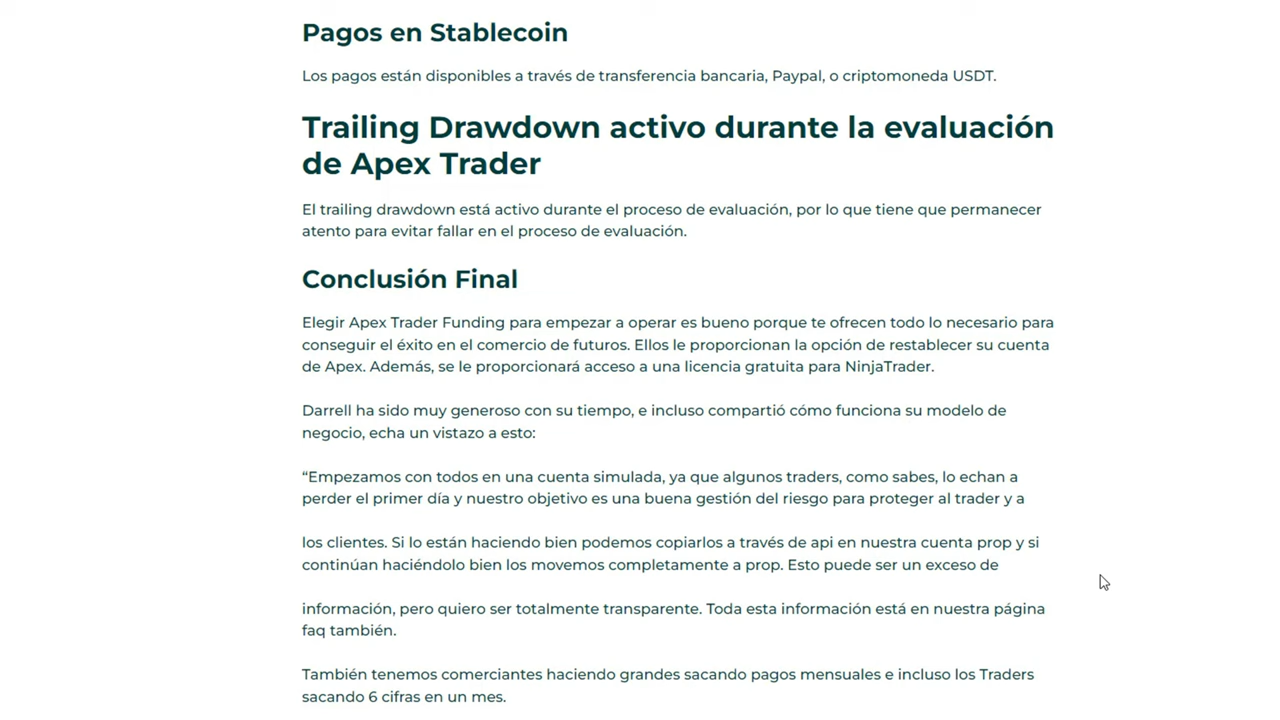 Pagos en Stablecoin
Los pagos están disponibles a través de transferencia bancaria, Paypal, o criptomoneda USDT.
Trailing Drawdown activo durante la evaluación
de Apex Trader
El trailing drawdown está activo durante el proceso de evaluación, por lo que tiene que permanecer
atento para evitar fallar en el proceso de evaluación.
Conclusión Final
Elegir Apex Trader Funding para empezar a operar es bueno porque te ofrecen todo lo necesario para
conseguir el éxito en el comercio de futuros. Ellos le proporcionan la opción de restablecer su cuenta
de Apex. Además, se le proporcionará acceso a una licencia gratuita para NinjaTrader.
Darrell ha sido muy generoso con su tiempo, e incluso compartió cómo funciona su modelo de
negocio, echa un vistazo a esto:
“Empezamos con todos en una cuenta simulada, ya que algunos traders, como sabes, lo echan a
perder el primer día y nuestro objetivo es una buena gestión del riesgo para proteger al trader y a
los clientes. Si lo están haciendo bien podemos copiarlos a través de api en nuestra cuenta prop y si
continúan haciéndolo bien los movemos completamente a prop. Esto puede ser un exceso de
información, pero quiero ser totalmente transparente. Toda esta información está en nuestra página
faq también.
También tenemos comerciantes haciendo grandes sacando pagos mensuales e incluso los Traders
sacando 6 cifras en un mes.